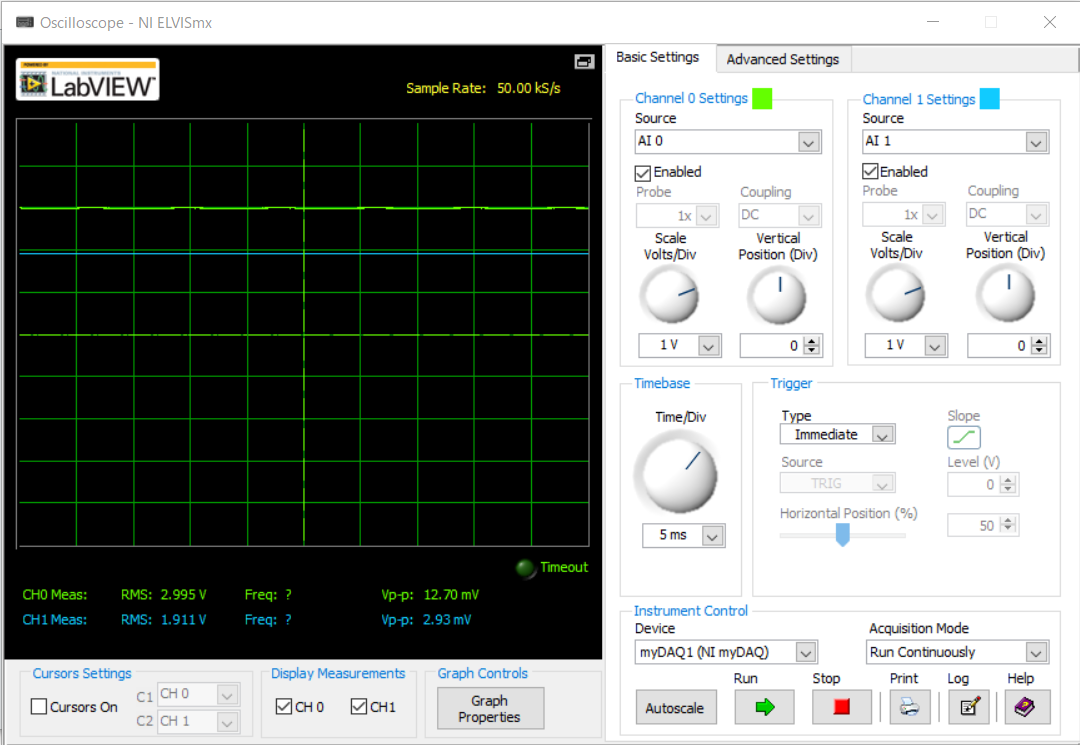 Oscilloscope - NI ELVISmx
POWERED BY
NATIONAL INSTRUMENTS
LabVIEW™
Sample Rate: 50.00 kS/s
Timeout
CH0 Meas: RMS: 2.995 V Freq: ? Vp-p: 12.70 mV
CH1 Meas: RMS: 1.911 V Freq: ? Vp-p: 2.93 mV
Cursors Settings
Cursors On
C1 CH 0
C2 CH 1
Display Measurements
CH 0 CH1
Graph Controls
Graph
Properties
Basic Settings Advanced Settings
Channel 0 Settings
Source
AI 0
Enabled
Probe Coupling
1x DC
Scale Vertical
Volts/Div Position (Div)
1 V 0
Channel 1 Settings
Source
AI 1
Enabled
Probe Coupling
1x DC
Scale Vertical
Volts/Div Position (Div)
1 V 0
Timebase
Time/Div
5 ms
Trigger
Type Slope
Immediate
Source Level (V)
TRIG 0
Horizontal Position (%)
50
Instrument Control
Device Acquisition Mode
myDAQ1 (NI myDAQ) Run Continuously
Run Stop Print Log Help
Autoscale